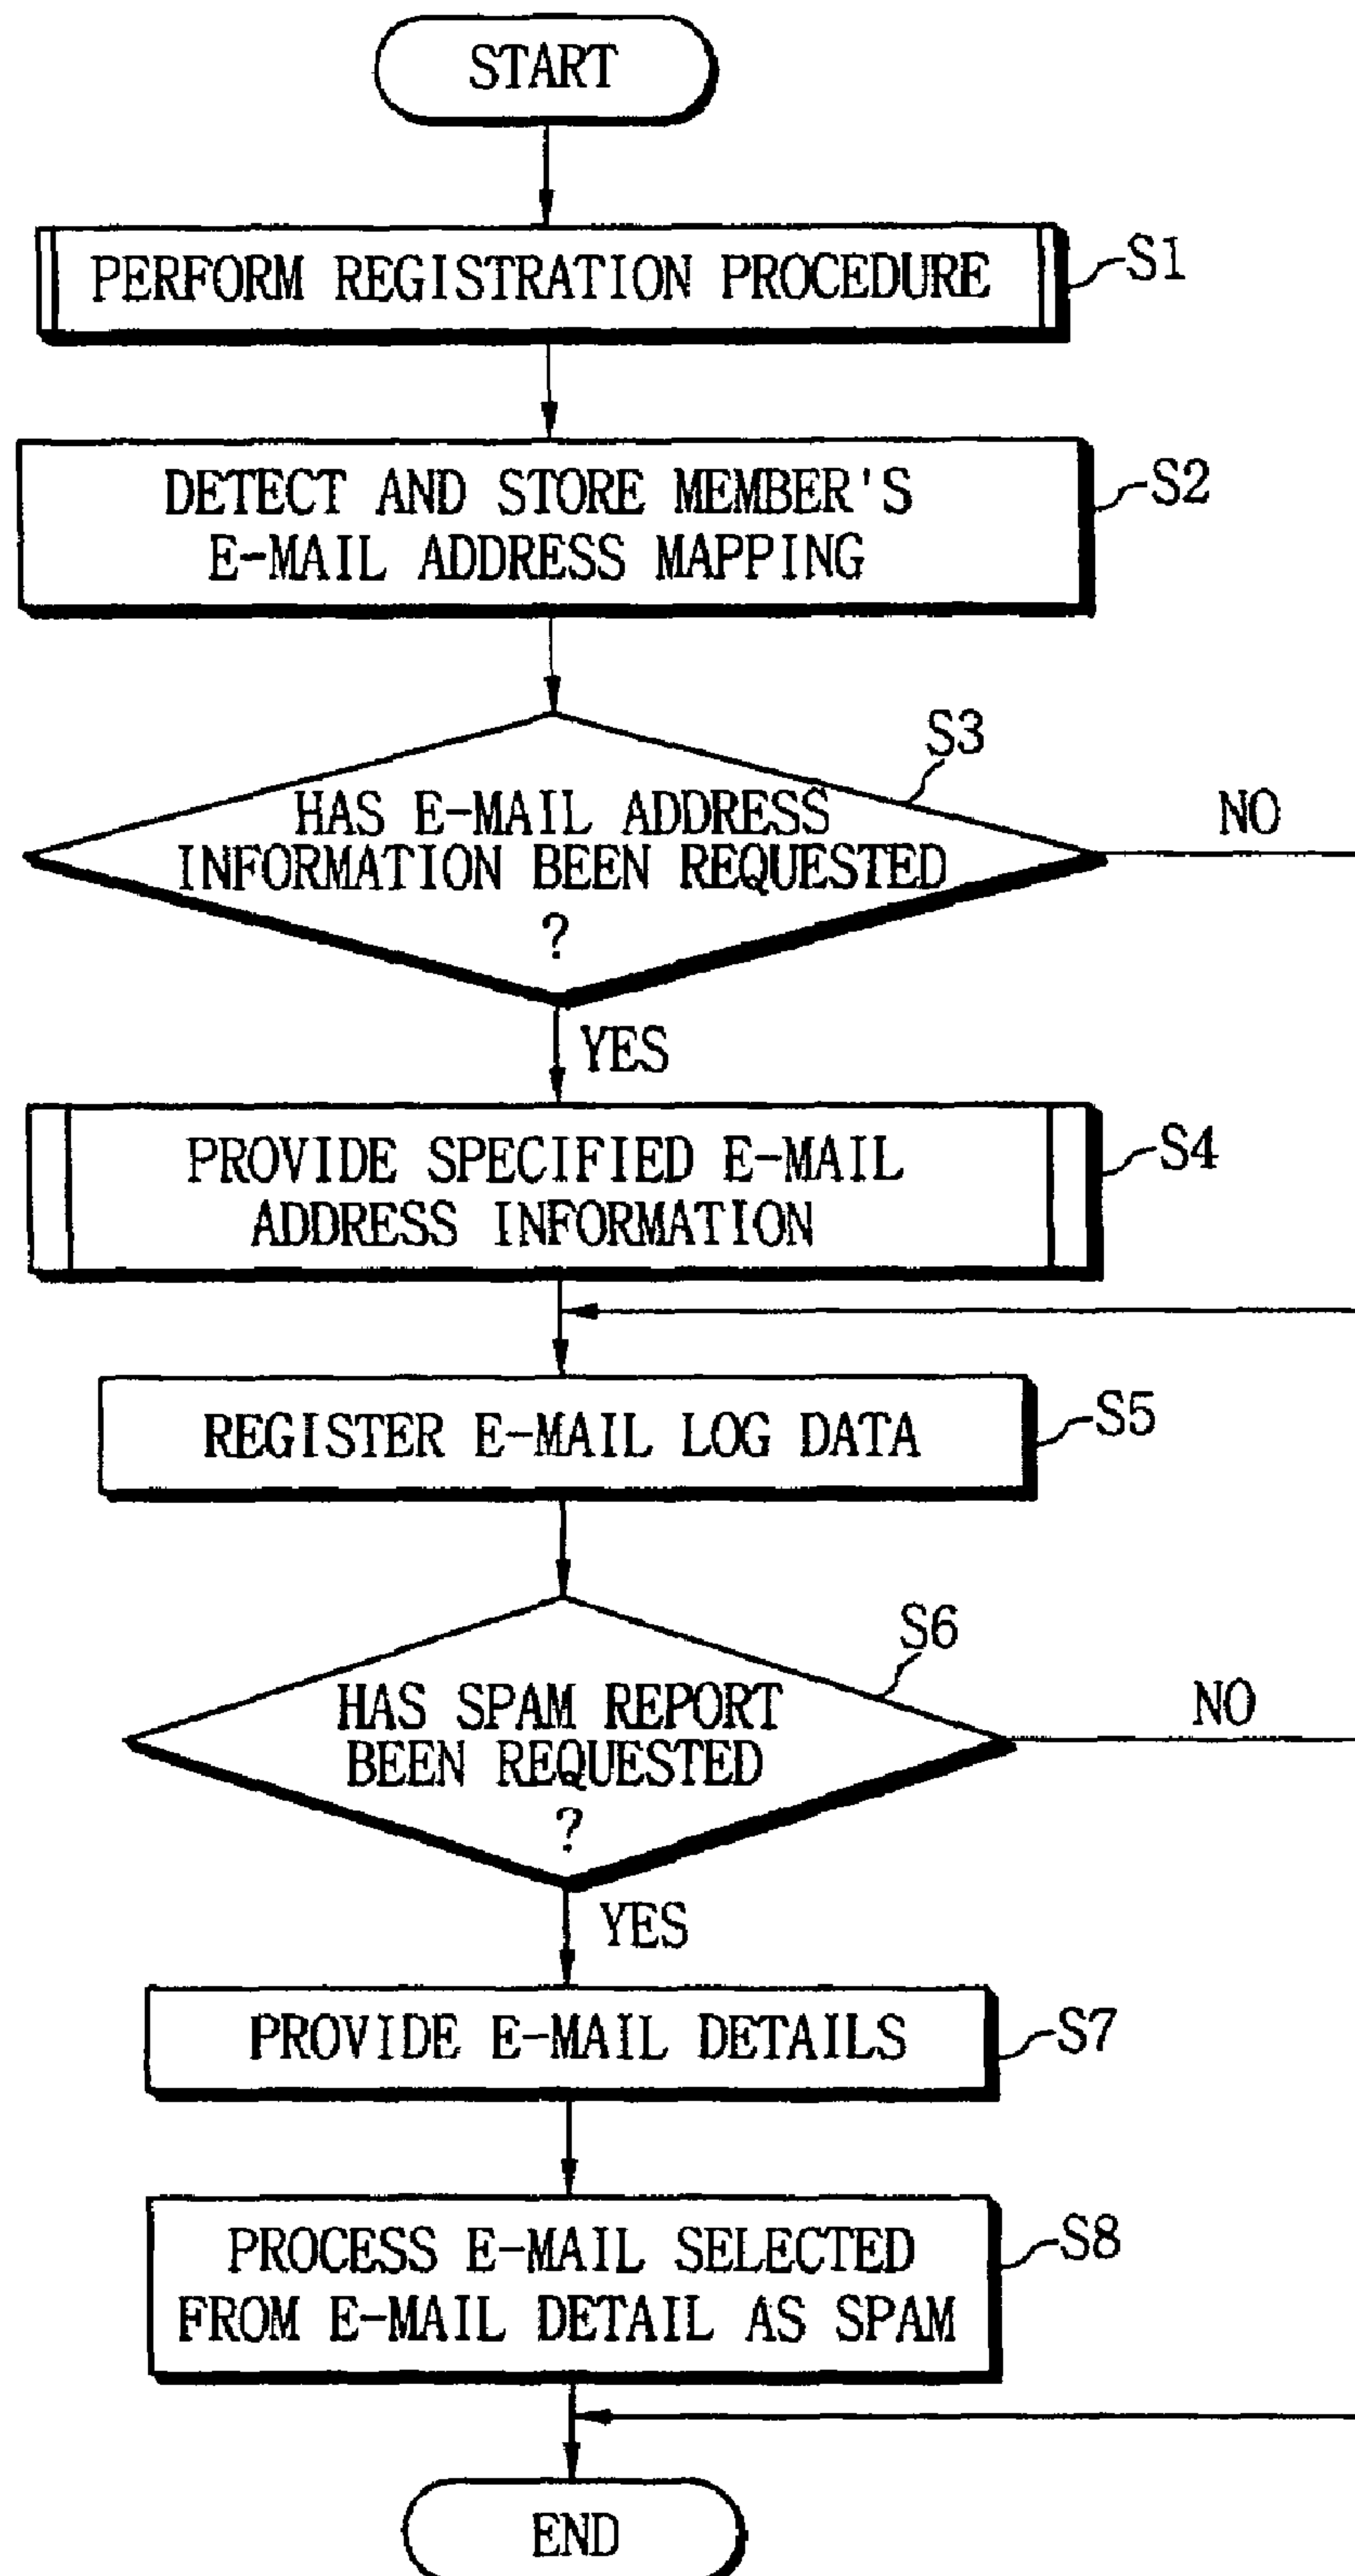 START
PERFORM REGISTRATION PROCEDURE
S1
DETECT AND STORE MEMBER'S
E-MAIL ADDRESS MAPPING
S2
S3
HAS E-MAIL ADDRESS
INFORMATION BEEN REQUESTED
?
NO
YES
PROVIDE SPECIFIED E-MAIL
ADDRESS INFORMATION
S4
REGISTER E-MAIL LOG DATA
S5
S6
HAS SPAM REPORT
BEEN REQUESTED
?
NO
YES
PROVIDE E-MAIL DETAILS
S7
PROCESS E-MAIL SELECTED
FROM E-MAIL DETAIL AS SPAM
S8
END